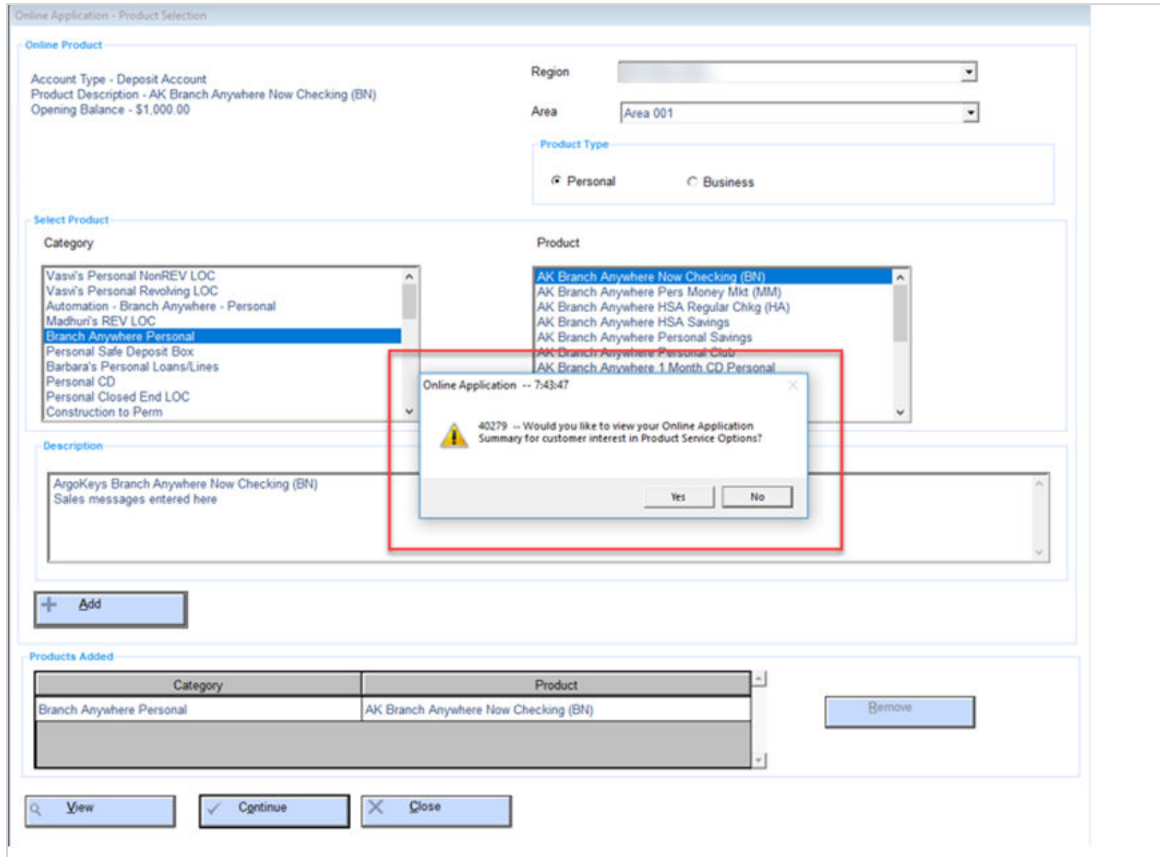 Online Application - Product Selection
Online Product
Account Type - Deposit Account
Product Description - AK Branch Anywhere Now Checking (BN)
Opening Balance - $1,000.00
Region
Area
Area 001
Product Type
Personal
Business
Select Product
Category
Vasvi's Personal NonREV LOC
Vasvi's Personal Revolving LOC
Automation - Branch Anywhere - Personal
Madhuri's REV LOC
Branch Anywhere Personal
Personal Safe Deposit Box
Barbara's Personal Loans/Lines
Personal CD
Personal Closed End LOC
Construction to Perm
Product
AK Branch Anywhere Now Checking (BN)
AK Branch Anywhere Pers Money Mkt (MM)
AK Branch Anywhere HSA Regular Chkg (HA)
AK Branch Anywhere HSA Savings
AK Branch Anywhere Personal Savings
AK Branch Anywhere Personal Club
AK Branch Anywhere 1 Month CD Personal
Online Application -- 7:43:47
40279 -- Would you like to view your Online Application
Summary for customer interest in Product Service Options?
Yes
No
Description
ArgoKeys Branch Anywhere Now Checking (BN)
Sales messages entered here
Add
Products Added
Category
Product
Branch Anywhere Personal
AK Branch Anywhere Now Checking (BN)
Remove
View
Continue
Close